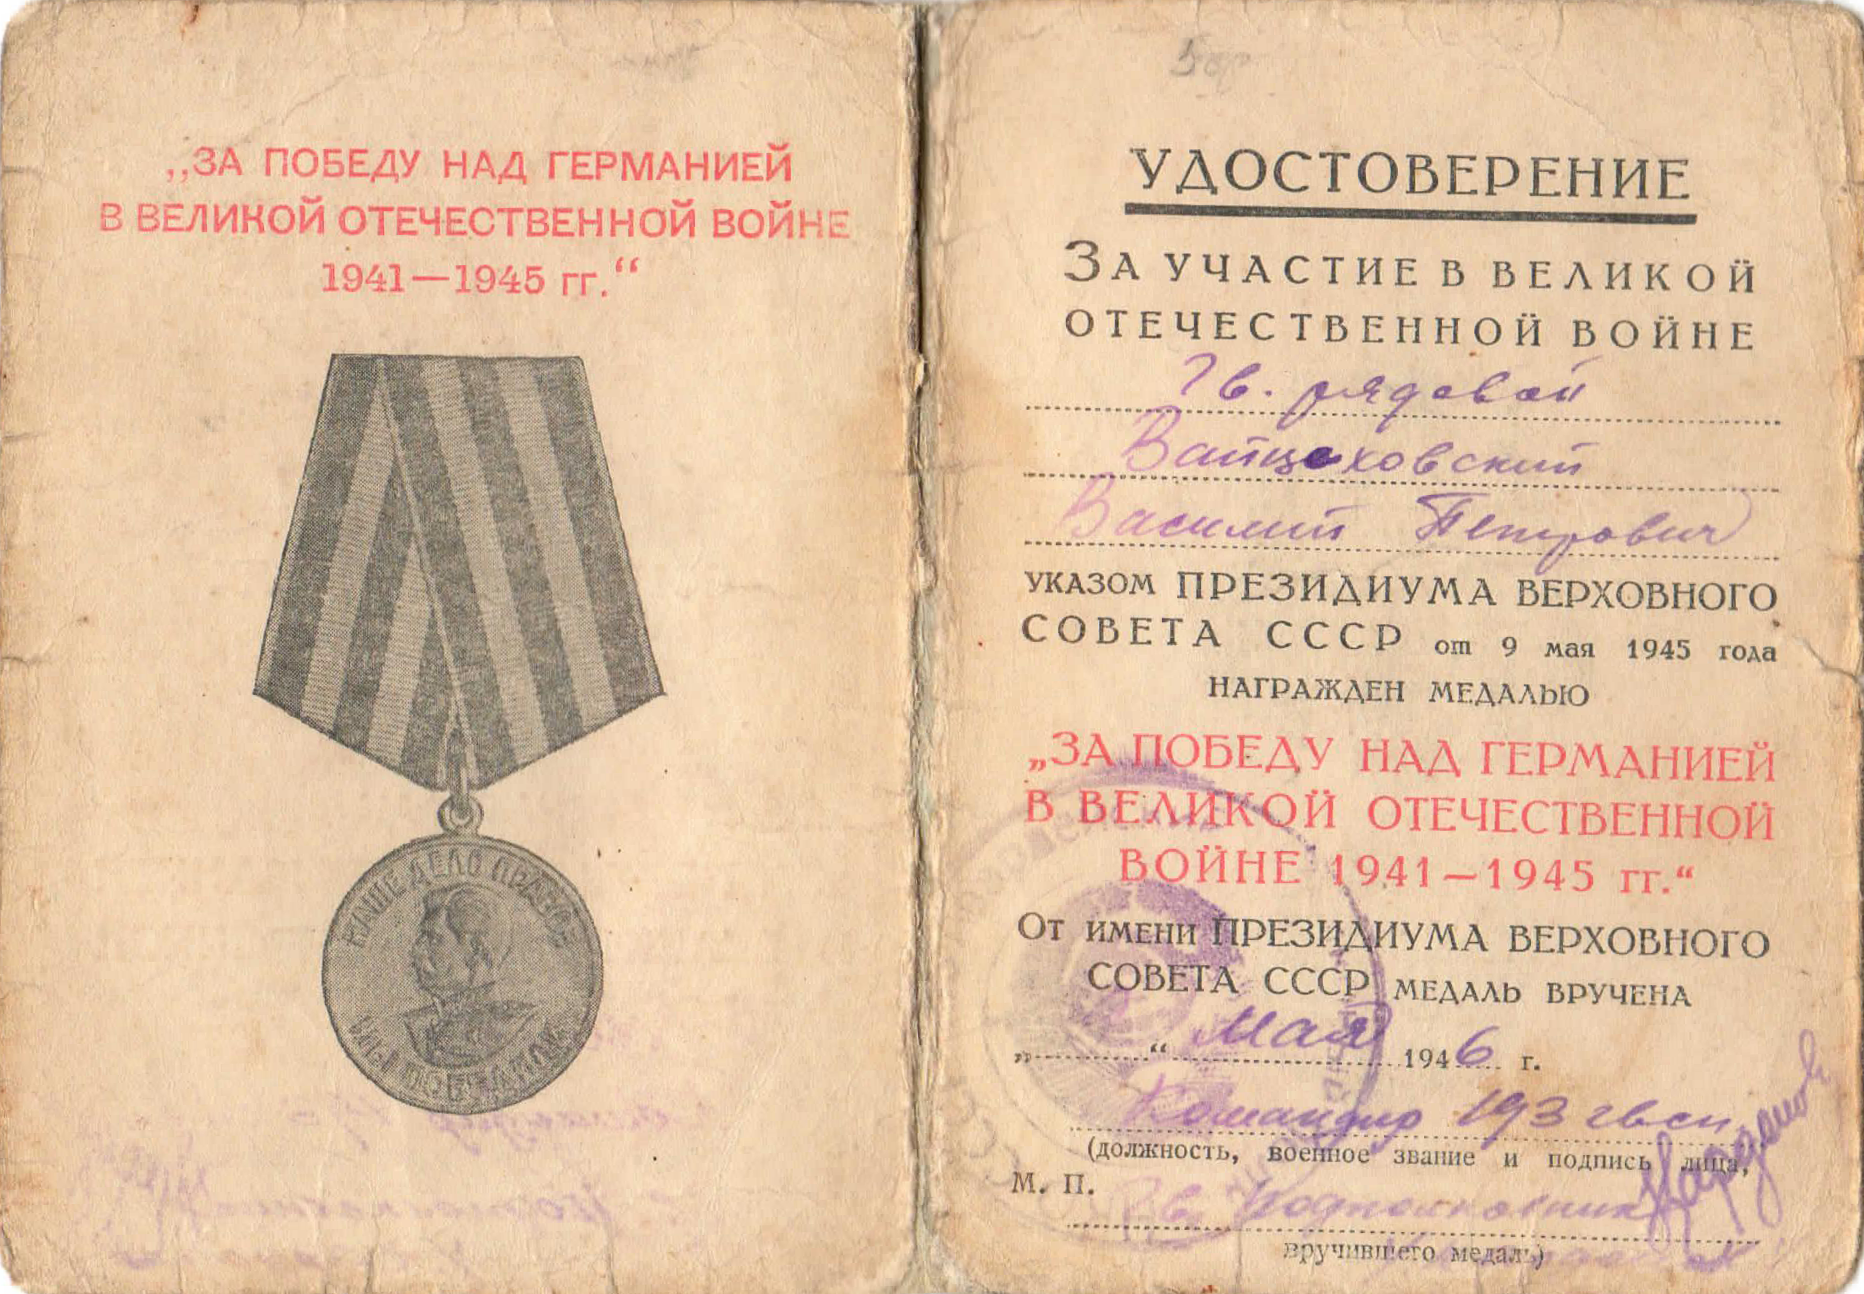 „ЗА ПОБЕДУ НАД ГЕРМАНИЕЙ
В ВЕЛИКОЙ ОТЕЧЕСТВЕННОЙ ВОЙНЕ
1941—1945 гг.“
НАШЕ ДЕЛО ПРАВОЕ
МЫ ПОБЕДИЛИ
УДОСТОВЕРЕНИЕ
ЗА УЧАСТИЕ В ВЕЛИКОЙ
ОТЕЧЕСТВЕННОЙ ВОЙНЕ
Гв. рядовой
Вайцеховский
Василий Петрович
УКАЗОМ ПРЕЗИДИУМА ВЕРХОВНОГО
СОВЕТА СССР от 9 мая 1945 года
НАГРАЖДЕН МЕДАЛЬЮ
„ЗА ПОБЕДУ НАД ГЕРМАНИЕЙ
В ВЕЛИКОЙ ОТЕЧЕСТВЕННОЙ
ВОЙНЕ 1941—1945 гг.“
ОТ ИМЕНИ ПРЕЗИДИУМА ВЕРХОВНОГО
СОВЕТА СССР МЕДАЛЬ ВРУЧЕНА
„ “ Мая 1946 г.
Командир 193 гвсп
(должность, военное звание и подпись лица,
М. П.
Гв. Подполковник
вручившего медаль)